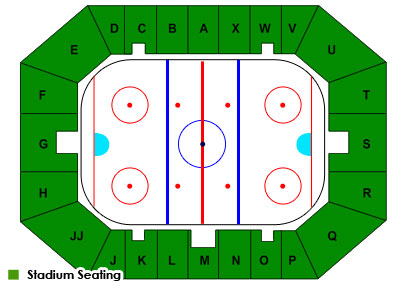 D C B A X W V
E U
F T
G S
H R
JJ Q
J K L M N O P
Stadium Seating